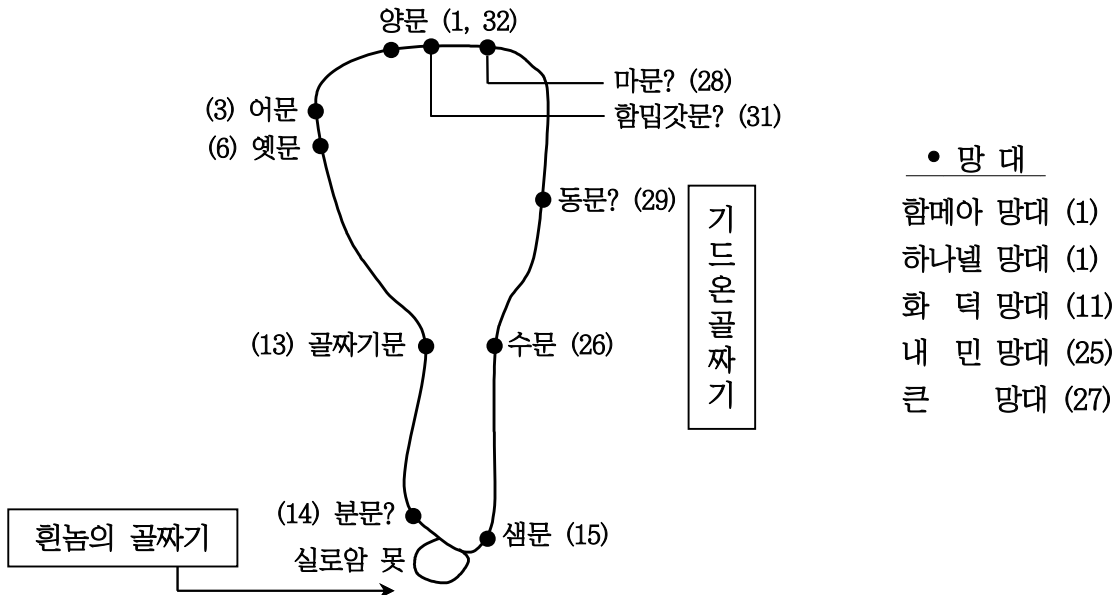 양문 (1, 32)
마문? (28)
함밉갓문? (31)
(3) 어문
(6) 옛문
동문? (29)
기드온골짜기
(13) 골짜기문
수문 (26)
(14) 분문?
샘문 (15)
실로암 못
흰놈의 골짜기
• 망 대
함메아 망대 (1)
하나넬 망대 (1)
화 덕 망대 (11)
내 민 망대 (25)
큰 망대 (27)